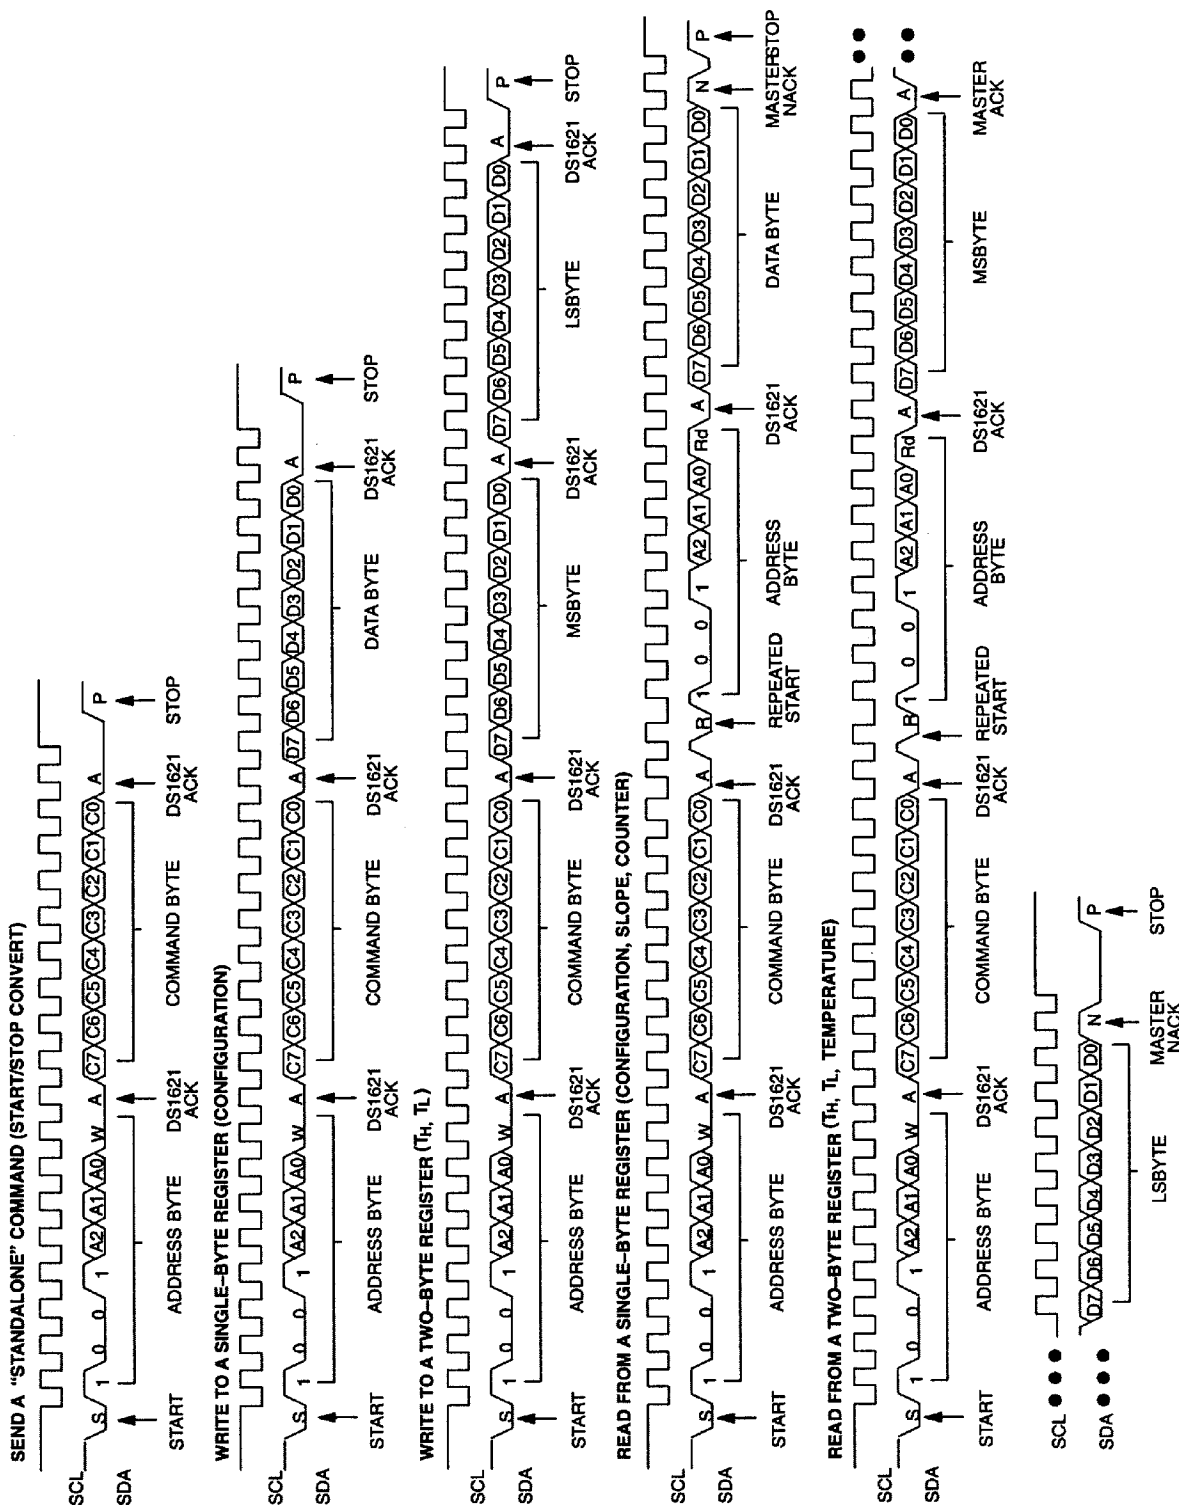 SEND A "STANDALONE" COMMAND (START/STOP CONVERT)
SCL
SDA
S 1 0 0 1 A2 A1 A0 W A C7 C6 C5 C4 C3 C2 C1 C0 A P
START ADDRESS BYTE DS1621 ACK COMMAND BYTE DS1621 ACK STOP
WRITE TO A SINGLE–BYTE REGISTER (CONFIGURATION)
SCL
SDA
S 1 0 0 1 A2 A1 A0 W A C7 C6 C5 C4 C3 C2 C1 C0 A D7 D6 D5 D4 D3 D2 D1 D0 A P
START ADDRESS BYTE DS1621 ACK COMMAND BYTE DS1621 ACK DATA BYTE DS1621 ACK STOP
WRITE TO A TWO–BYTE REGISTER (TH, TL)
SCL
SDA
S 1 0 0 1 A2 A1 A0 W A C7 C6 C5 C4 C3 C2 C1 C0 A D7 D6 D5 D4 D3 D2 D1 D0 A D7 D6 D5 D4 D3 D2 D1 D0 A P
START ADDRESS BYTE DS1621 ACK COMMAND BYTE DS1621 ACK MSBYTE DS1621 ACK LSBYTE DS1621 ACK STOP
READ FROM A SINGLE–BYTE REGISTER (CONFIGURATION, SLOPE, COUNTER)
SCL
SDA
S 1 0 0 1 A2 A1 A0 W A C7 C6 C5 C4 C3 C2 C1 C0 A R 1 0 0 1 A2 A1 A0 Rd A D7 D6 D5 D4 D3 D2 D1 D0 N P
START ADDRESS BYTE DS1621 ACK COMMAND BYTE DS1621 ACK REPEATED START ADDRESS BYTE DS1621 ACK DATA BYTE MASTER NACK STOP
READ FROM A TWO–BYTE REGISTER (TH, TL, TEMPERATURE)
SCL
SDA
S 1 0 0 1 A2 A1 A0 W A C7 C6 C5 C4 C3 C2 C1 C0 A R 1 0 0 1 A2 A1 A0 Rd A D7 D6 D5 D4 D3 D2 D1 D0 A
START ADDRESS BYTE DS1621 ACK COMMAND BYTE DS1621 ACK REPEATED START ADDRESS BYTE DS1621 ACK MSBYTE MASTER ACK
SCL
SDA
D7 D6 D5 D4 D3 D2 D1 D0 N P
LSBYTE MASTER NACK STOP